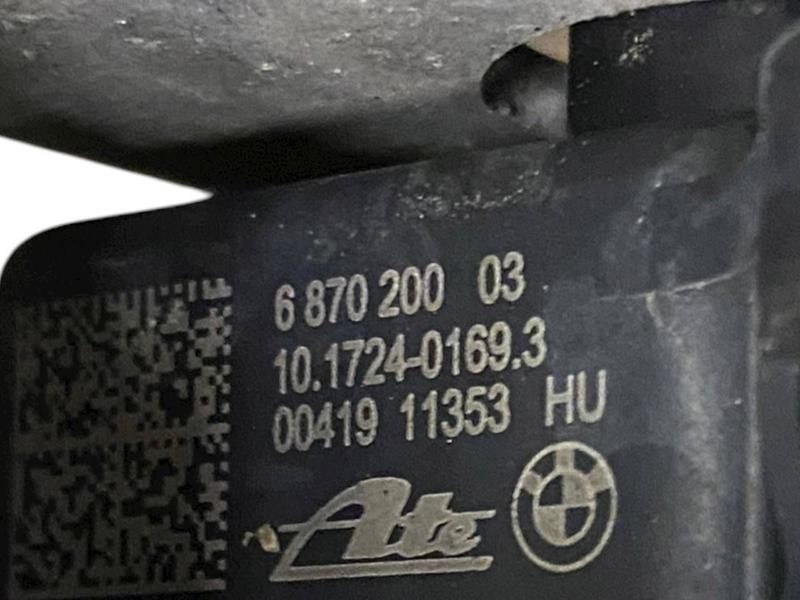 6 870 200 03
10.1724-0169.3
00419 11353 HU
Ate